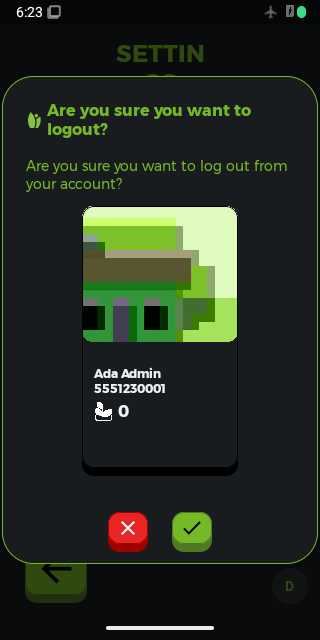 6:23
SETTIN
Are you sure you want to
logout?
Are you sure you want to log out from
your account?
Ada Admin
5551230001
0
D